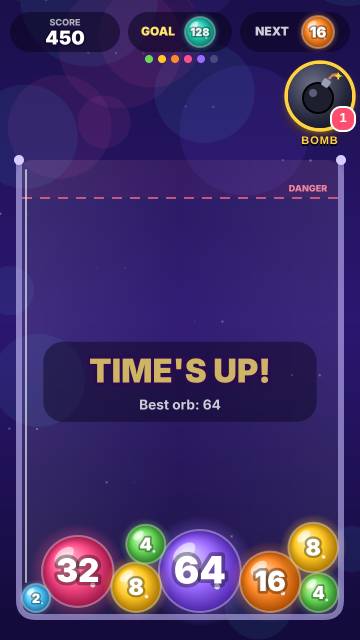 SCORE
450
GOAL 128
NEXT 16
1
BOMB
DANGER
TIME'S UP!
Best orb: 64
4
8
32
64
16
8
4
2